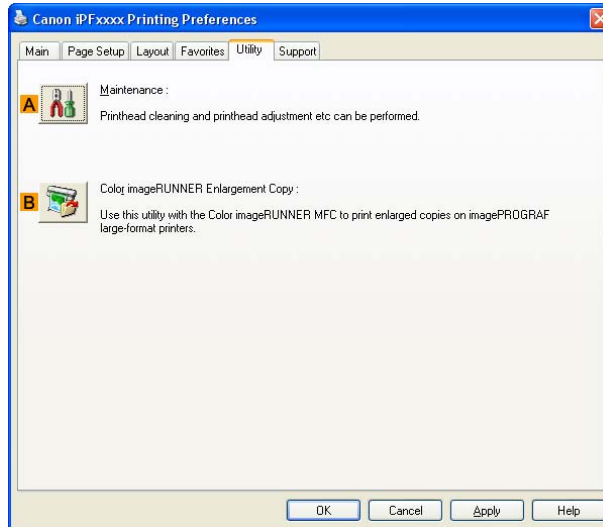 Canon iPFxxxx Printing Preferences
Main Page Setup Layout Favorites Utility Support
A
Maintenance :
Printhead cleaning and printhead adjustment etc can be performed.
B
Color imageRUNNER Enlargement Copy :
Use this utility with the Color imageRUNNER MFC to print enlarged copies on imagePROGRAF
large-format printers.
OK Cancel Apply Help